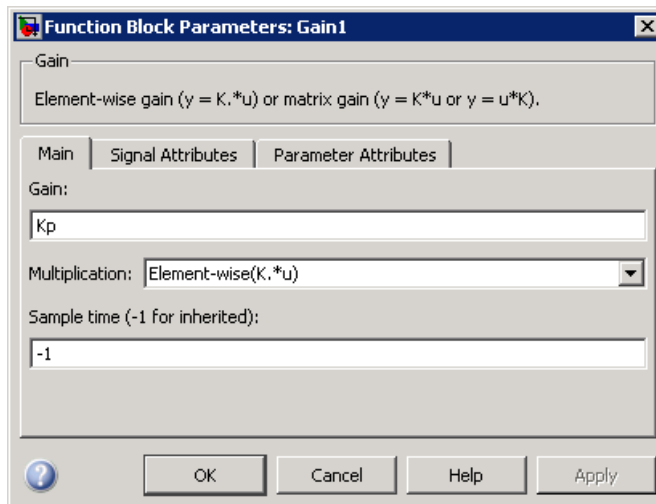 Function Block Parameters: Gain1
Gain
Element-wise gain (y = K.*u) or matrix gain (y = K*u or y = u*K).
Main Signal Attributes Parameter Attributes
Gain:
Kp
Multiplication: Element-wise(K.*u)
Sample time (-1 for inherited):
-1
OK Cancel Help Apply